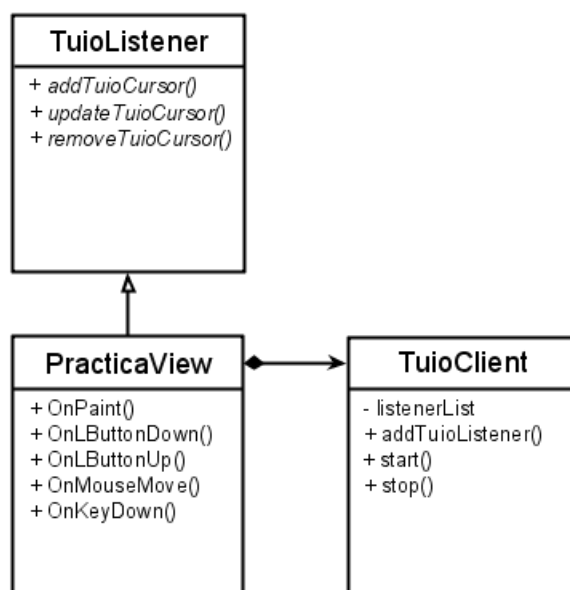 TuioListener
+ addTuioCursor()
+ updateTuioCursor()
+ removeTuioCursor()
PracticaView
+ OnPaint()
+ OnLButtonDown()
+ OnLButtonUp()
+ OnMouseMove()
+ OnKeyDown()
TuioClient
- listenerList
+ addTuioListener()
+ start()
+ stop()